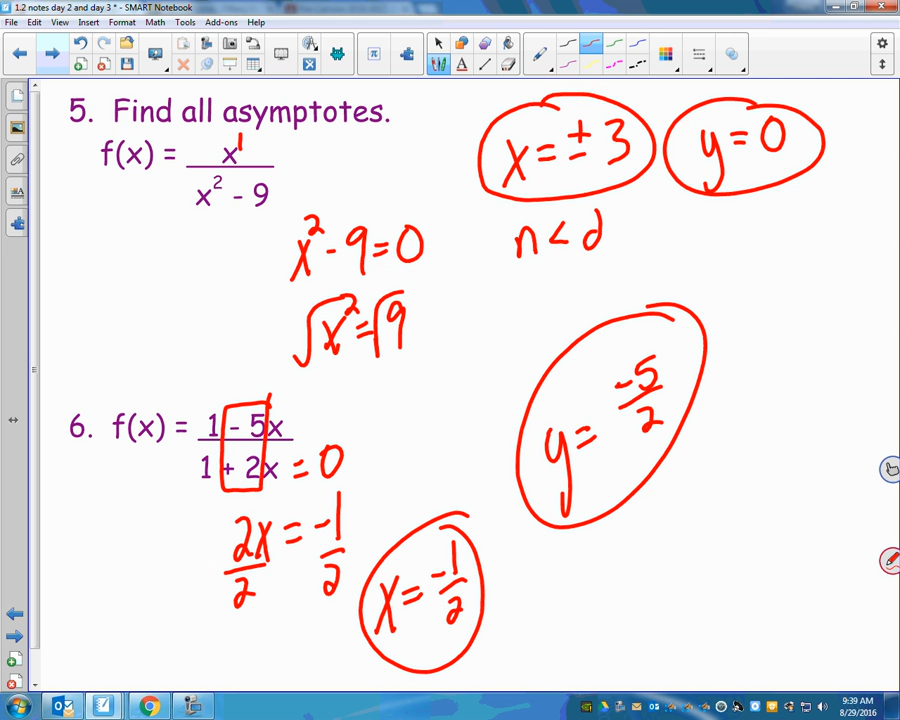 1.2 notes day 2 and day 3 * - SMART Notebook
File Edit View Insert Format Tools Add-ons Help
5. Find all asymptotes.
f(x) = x¹ / x² - 9
x = ± 3
y = 0
x² - 9 = 0
n < d
√x² = √9
6. f(x) = 1 - 5x / 1 + 2x = 0
y = -5/2
2x/2 = -1/2
x = -1/2
9:39 AM
8/29/2016